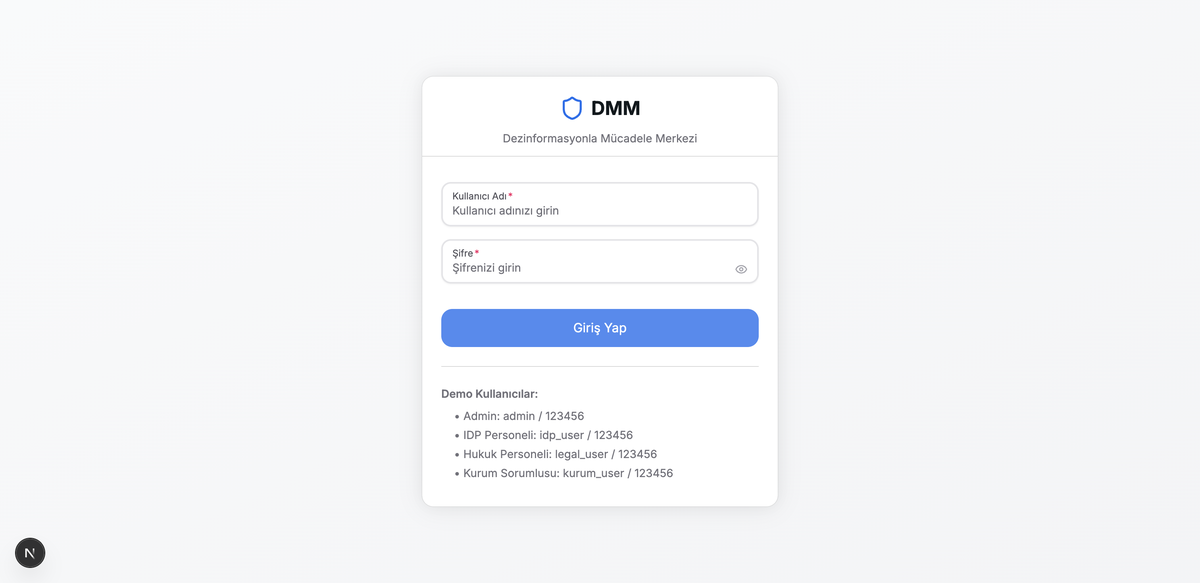 DMM
Dezinformasyonla Mücadele Merkezi
Kullanıcı Adı*
Kullanıcı adınızı girin
Şifre*
Şifrenizi girin
Giriş Yap
Demo Kullanıcılar:
• Admin: admin / 123456
• IDP Personeli: idp_user / 123456
• Hukuk Personeli: legal_user / 123456
• Kurum Sorumlusu: kurum_user / 123456
N